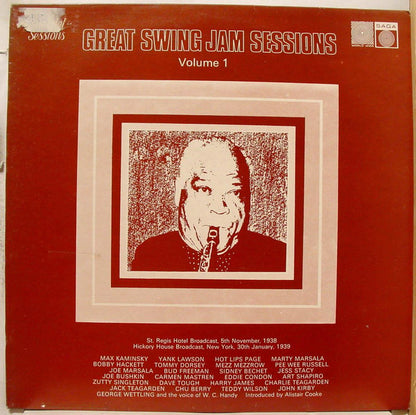 Sessions
GREAT SWING JAM SESSIONS
SAGA
Volume 1
St. Regis Hotel Broadcast, 5th November, 1938
Hickory House Broadcast, New York, 30th January, 1939
MAX KAMINSKY YANK LAWSON HOT LIPS PAGE MARTY MARSALA
BOBBY HACKETT TOMMY DORSEY MEZZ MEZZROW PEE WEE RUSSELL
JOE MARSALA BUD FREEMAN SIDNEY BECHET JESS STACY
JOE BUSHKIN CARMEN MASTREN EDDIE CONDON ART SHAPIRO
ZUTTY SINGLETON DAVE TOUGH HARRY JAMES CHARLIE TEAGARDEN
JACK TEAGARDEN CHU BERRY TEDDY WILSON JOHN KIRBY
GEORGE WETTLING and the voice of W. C. Handy Introduced by Alistair Cooke